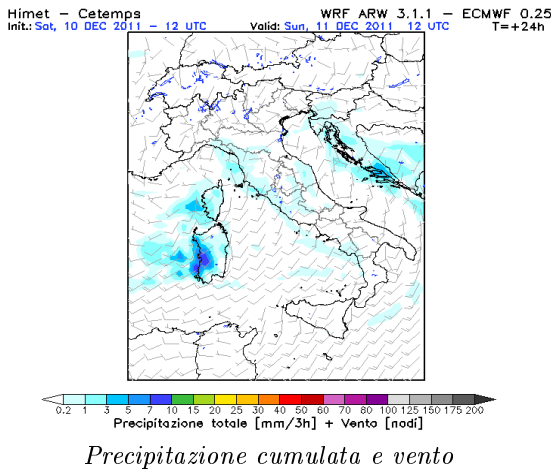 Himet – Cetemps WRF ARW 3.1.1 – ECMWF 0.25
Init.: Sat, 10 DEC 2011 – 12 UTC Valid: Sun, 11 DEC 2011 12 UTC T=+24h
0.2 1 3 5 7 10 15 20 25 30 40 50 60 70 80 100 125 150 175 200
Precipitazione totale [mm/3h] + Vento [nodi]
Precipitazione cumulata e vento